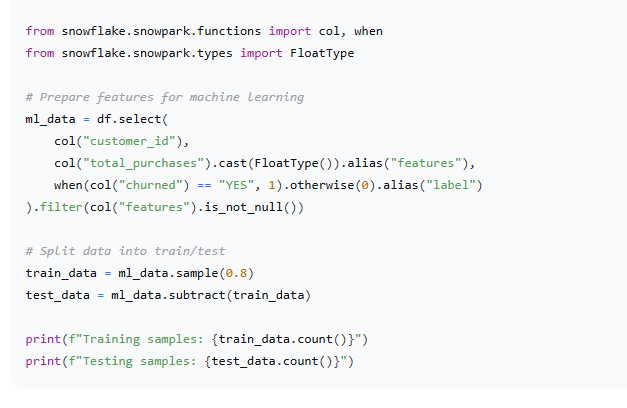 from snowflake.snowpark.functions import col, when
from snowflake.snowpark.types import FloatType
# Prepare features for machine learning
ml_data = df.select(
    col("customer_id"),
    col("total_purchases").cast(FloatType()).alias("features"),
    when(col("churned") == "YES", 1).otherwise(0).alias("label")
).filter(col("features").is_not_null())
# Split data into train/test
train_data = ml_data.sample(0.8)
test_data = ml_data.subtract(train_data)
print(f"Training samples: {train_data.count()}")
print(f"Testing samples: {test_data.count()}")